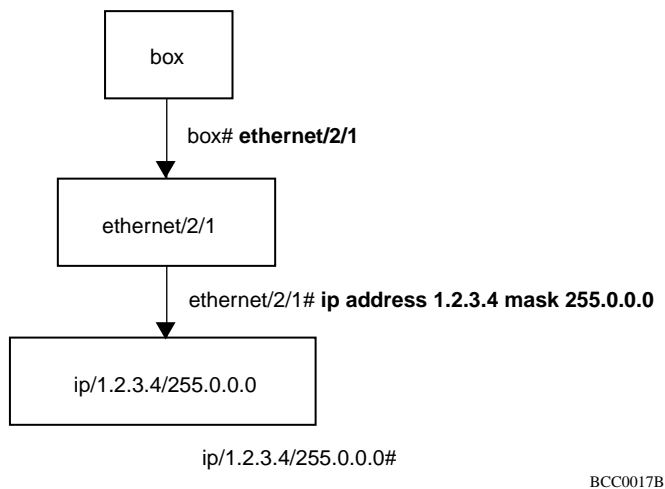 box
box# ethernet/2/1
ethernet/2/1
ethernet/2/1# ip address 1.2.3.4 mask 255.0.0.0
ip/1.2.3.4/255.0.0.0
ip/1.2.3.4/255.0.0.0#
BCC0017B